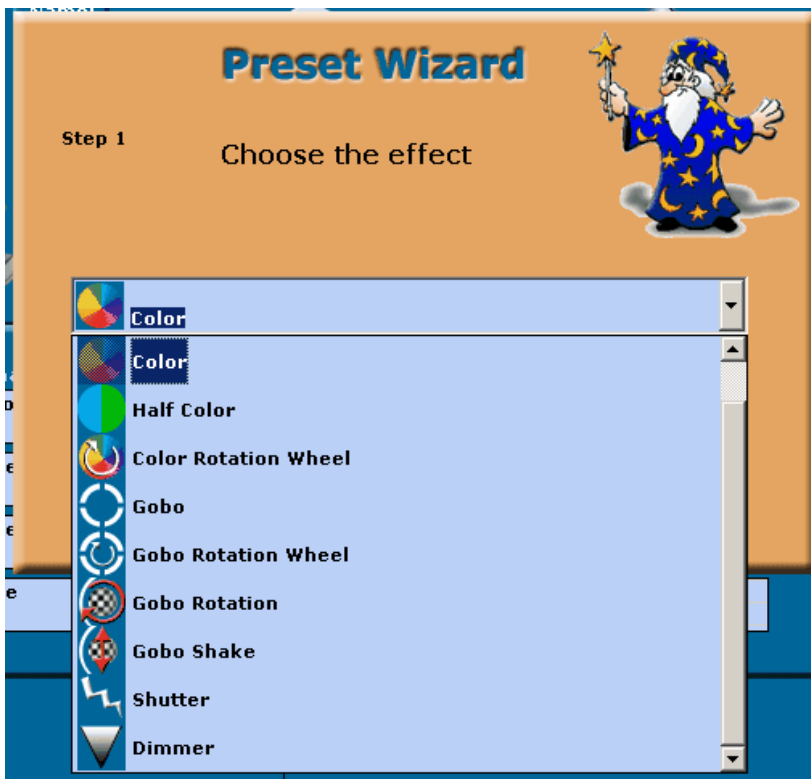 Preset Wizard
Step 1
Choose the effect
Color
Color
Half Color
Color Rotation Wheel
Gobo
Gobo Rotation Wheel
Gobo Rotation
Gobo Shake
Shutter
Dimmer